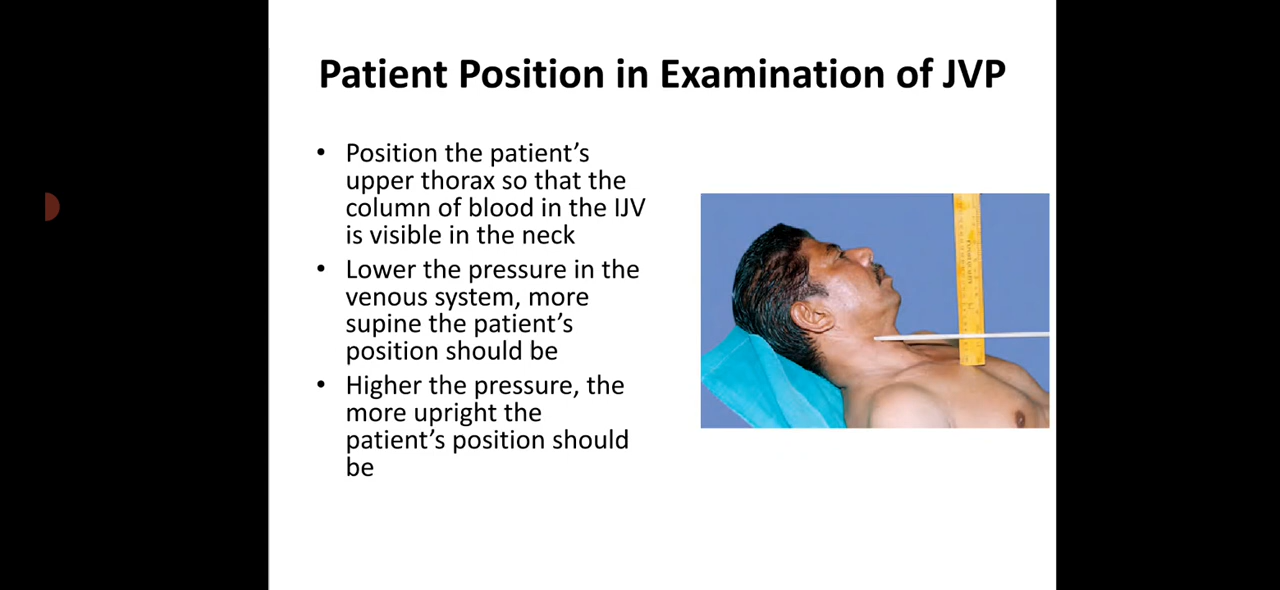 Patient Position in Examination of JVP
• Position the patient’s
upper thorax so that the
column of blood in the IJV
is visible in the neck
• Lower the pressure in the
venous system, more
supine the patient’s
position should be
• Higher the pressure, the
more upright the
patient’s position should
be